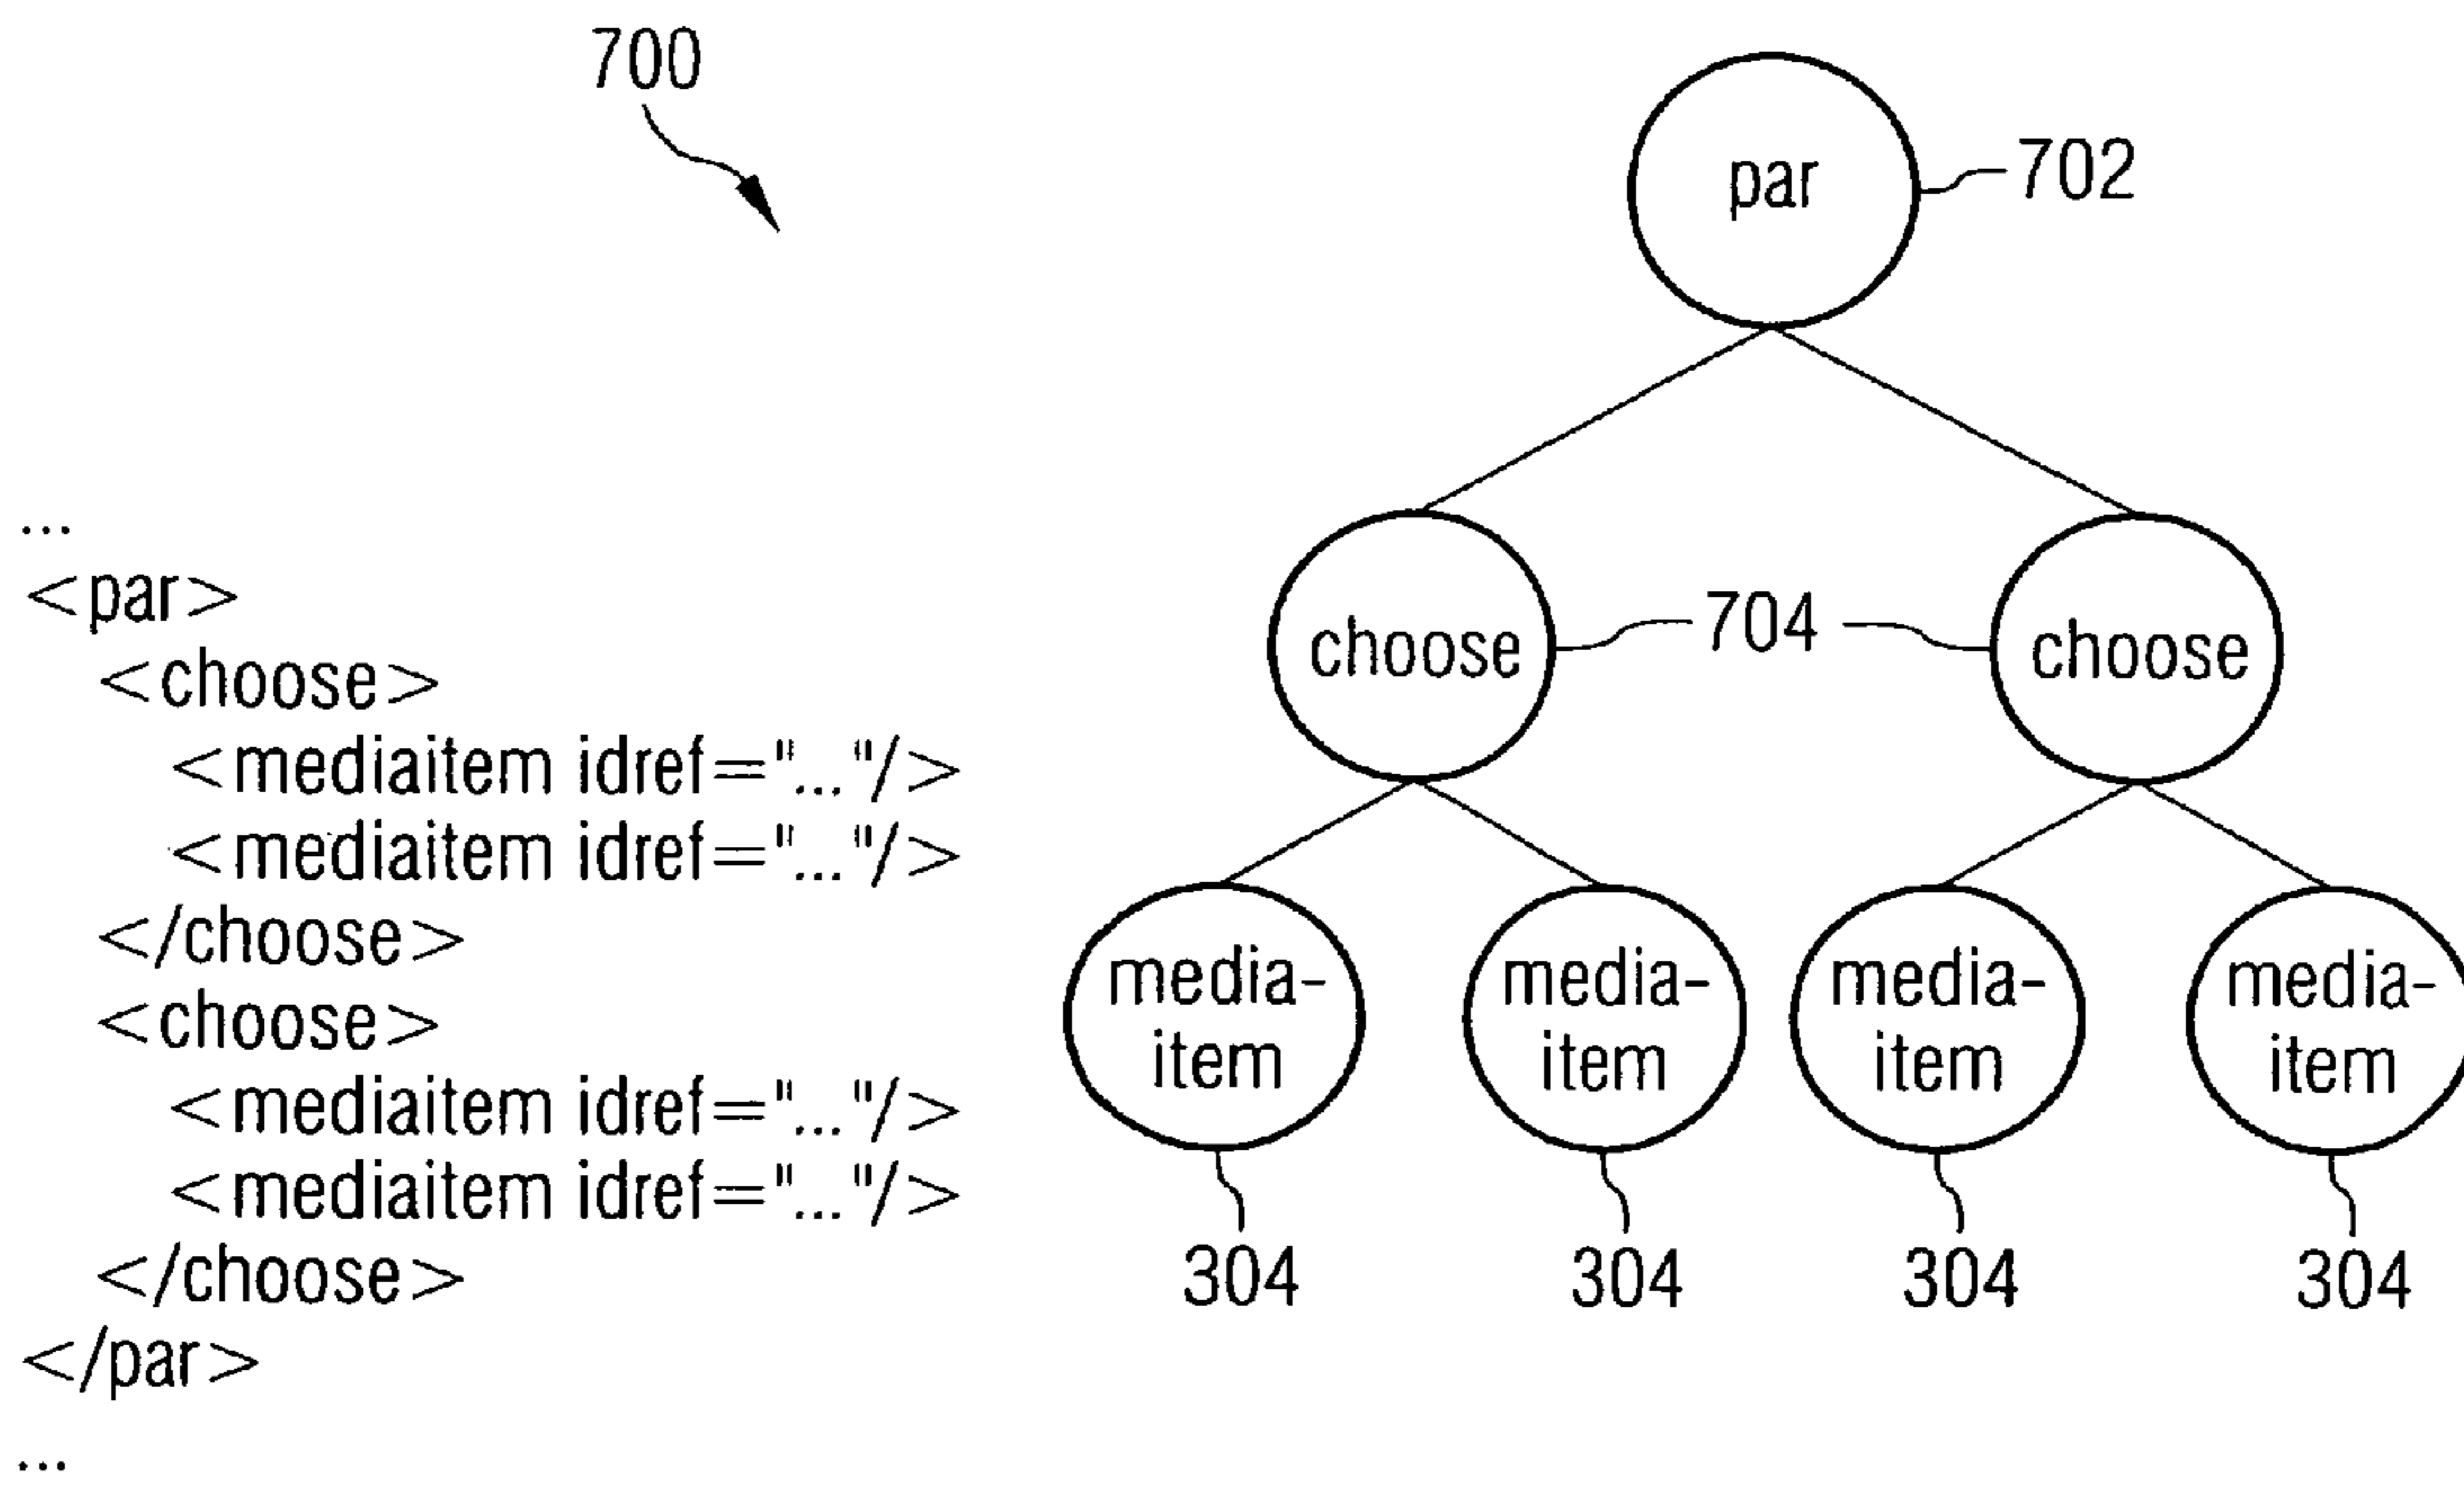 700
...
<par>
<choose>
<mediaitem idref="..."/>
<mediaitem idref="..."/>
</choose>
<choose>
<mediaitem idref="..."/>
<mediaitem idref="..."/>
</choose>
</par>
...
par
702
choose
704
choose
media-
item
media-
item
media-
item
media-
item
304
304
304
304